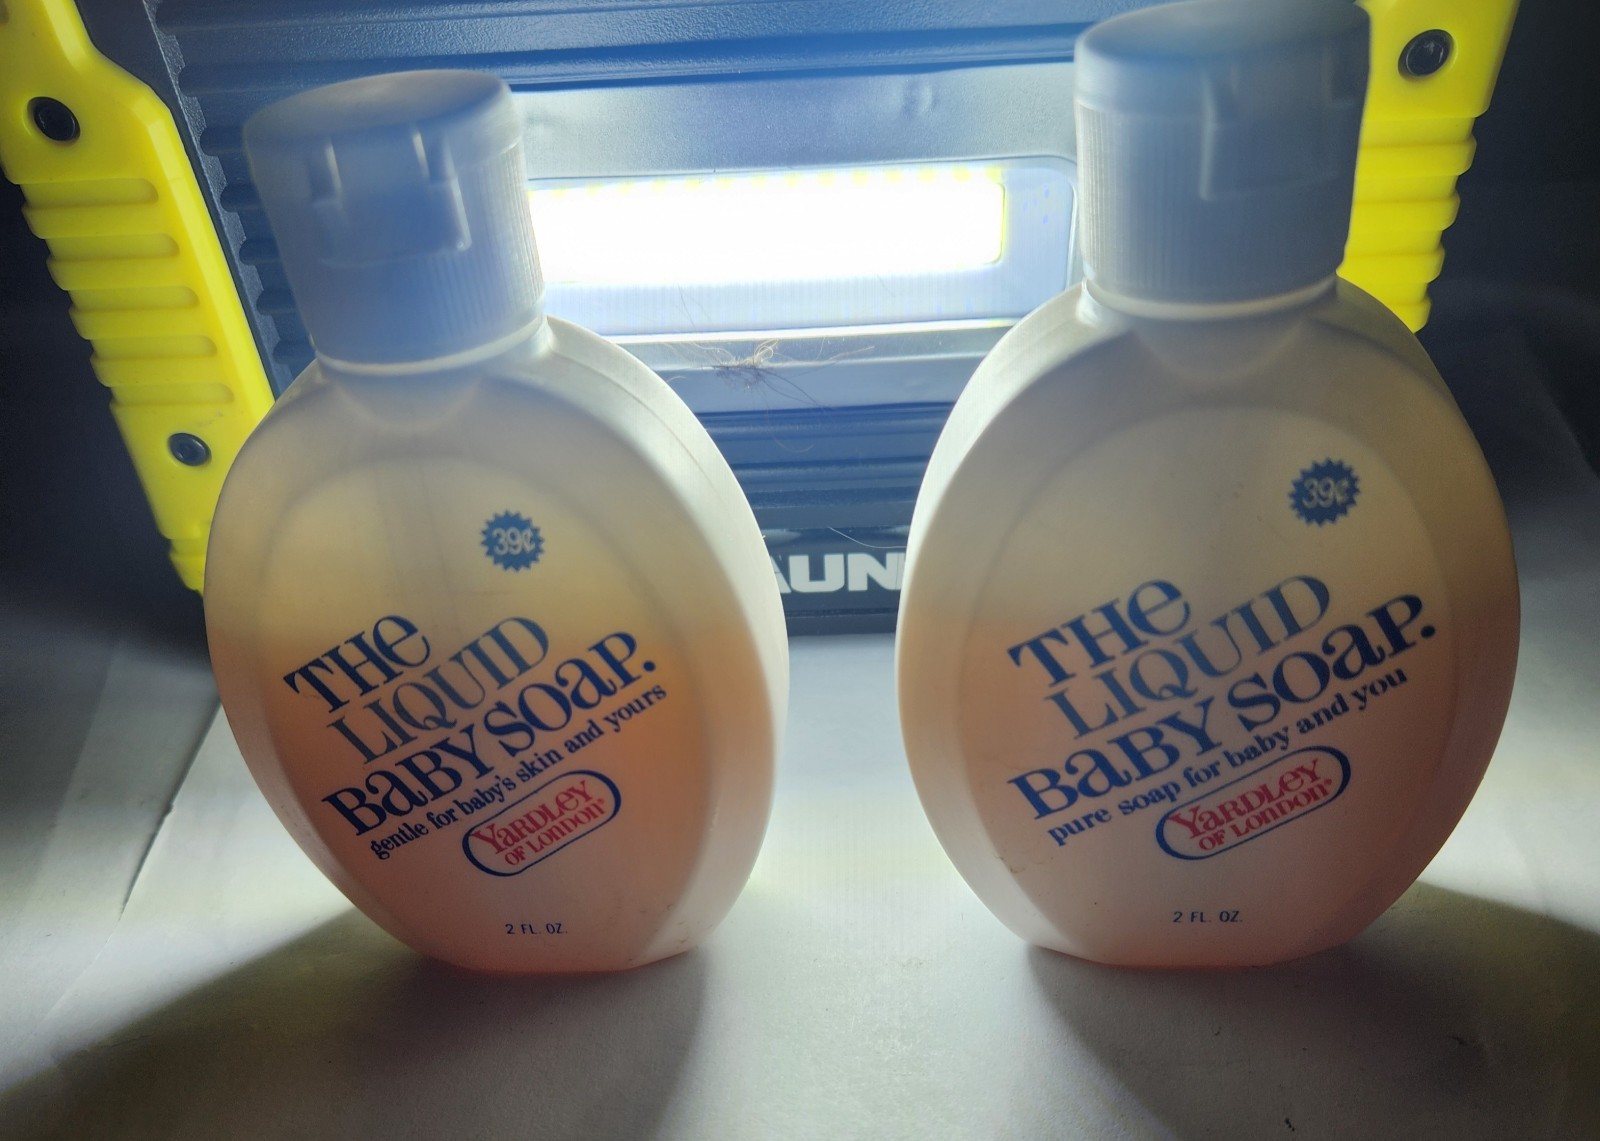 39¢
THE
LIQUID
BABY SOAP.
gentle for baby's skin and yours
YARDLEY
OF LONDON®
2 FL. OZ.
39¢
THE
LIQUID
BABY SOAP.
pure soap for baby and you
YARDLEY
OF LONDON®
2 FL. OZ.